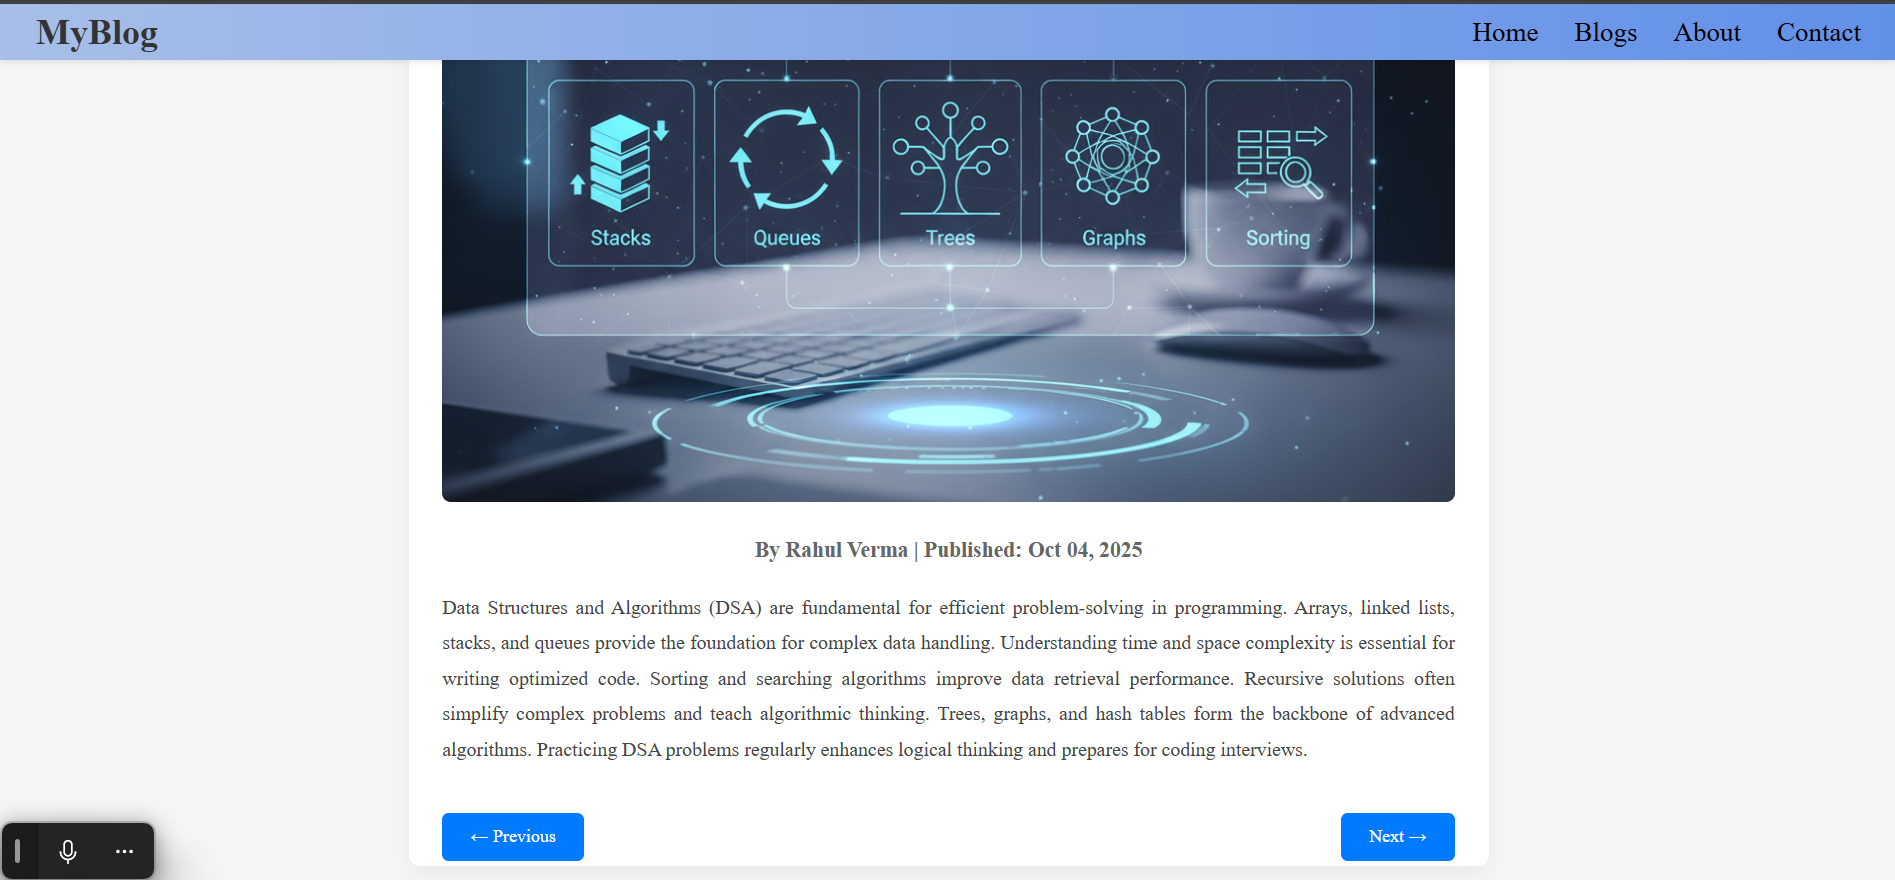 MyBlog
Home Blogs About Contact
Stacks
Queues
Trees
Graphs
Sorting
By Rahul Verma | Published: Oct 04, 2025
Data Structures and Algorithms (DSA) are fundamental for efficient problem-solving in programming. Arrays, linked lists,
stacks, and queues provide the foundation for complex data handling. Understanding time and space complexity is essential for
writing optimized code. Sorting and searching algorithms improve data retrieval performance. Recursive solutions often
simplify complex problems and teach algorithmic thinking. Trees, graphs, and hash tables form the backbone of advanced
algorithms. Practicing DSA problems regularly enhances logical thinking and prepares for coding interviews.
← Previous
Next →